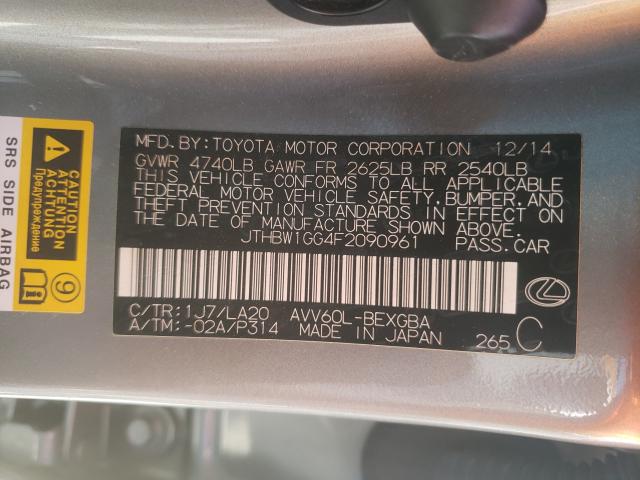 MFD.BY:TOYOTA MOTOR CORPORATION 12/14
GVWR 4740LB GAWR FR 2625LB RR 2540LB
THIS VEHICLE CONFORMS TO ALL APPLICABLE
FEDERAL MOTOR VEHICLE SAFETY,BUMPER,AND
THEFT PREVENTION STANDARDS IN EFFECT ON
THE DATE OF MANUFACTURE SHOWN ABOVE.
JTHBW1GG4F2090961 PASS.CAR
C/TR:1J7/LA20 AVV60L-BEXGBA
A/TM:-02A/P314 MADE IN JAPAN 265 C
CAUTION
ATTENTION
Предупреждение
9
SRS SIDE AIRBAG